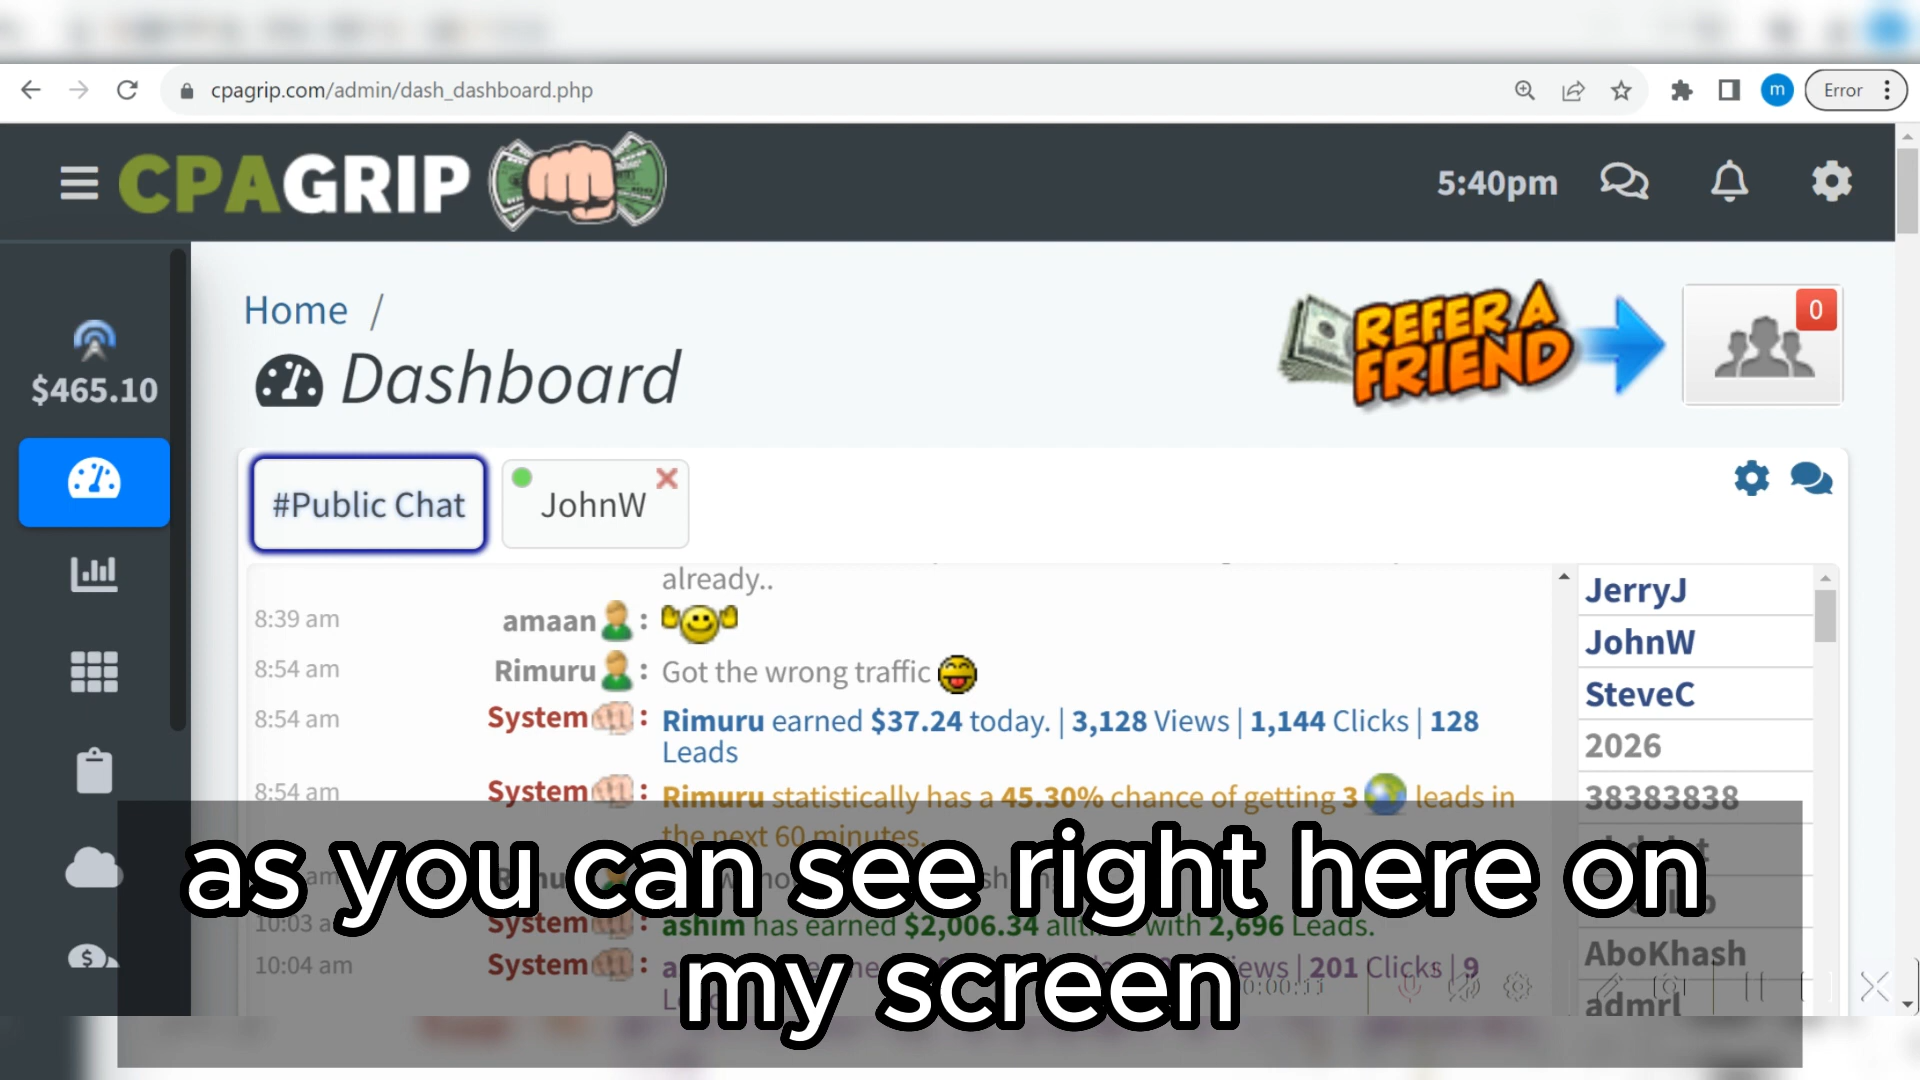 cpagrip.com/admin/dash_dashboard.php
m
Error
CPAGRIP
5:40pm
$465.10
Home /
Dashboard
REFER A
FRIEND
0
#Public Chat
JohnW
already..
8:39 am amaan :
8:54 am Rimuru : Got the wrong traffic
8:54 am System : Rimuru earned $37.24 today. | 3,128 Views | 1,144 Clicks | 128
Leads
8:54 am System : Rimuru statistically has a 45.30% chance of getting 3 leads in
the next 60 minutes.
10:03 a System : ashim has earned $2,006.34 with 2,696 Leads.
10:04 am System : 201 Clicks | 9
JerryJ
JohnW
SteveC
2026
38383838
AboKhash
admrl
as you can see right here on
my screen